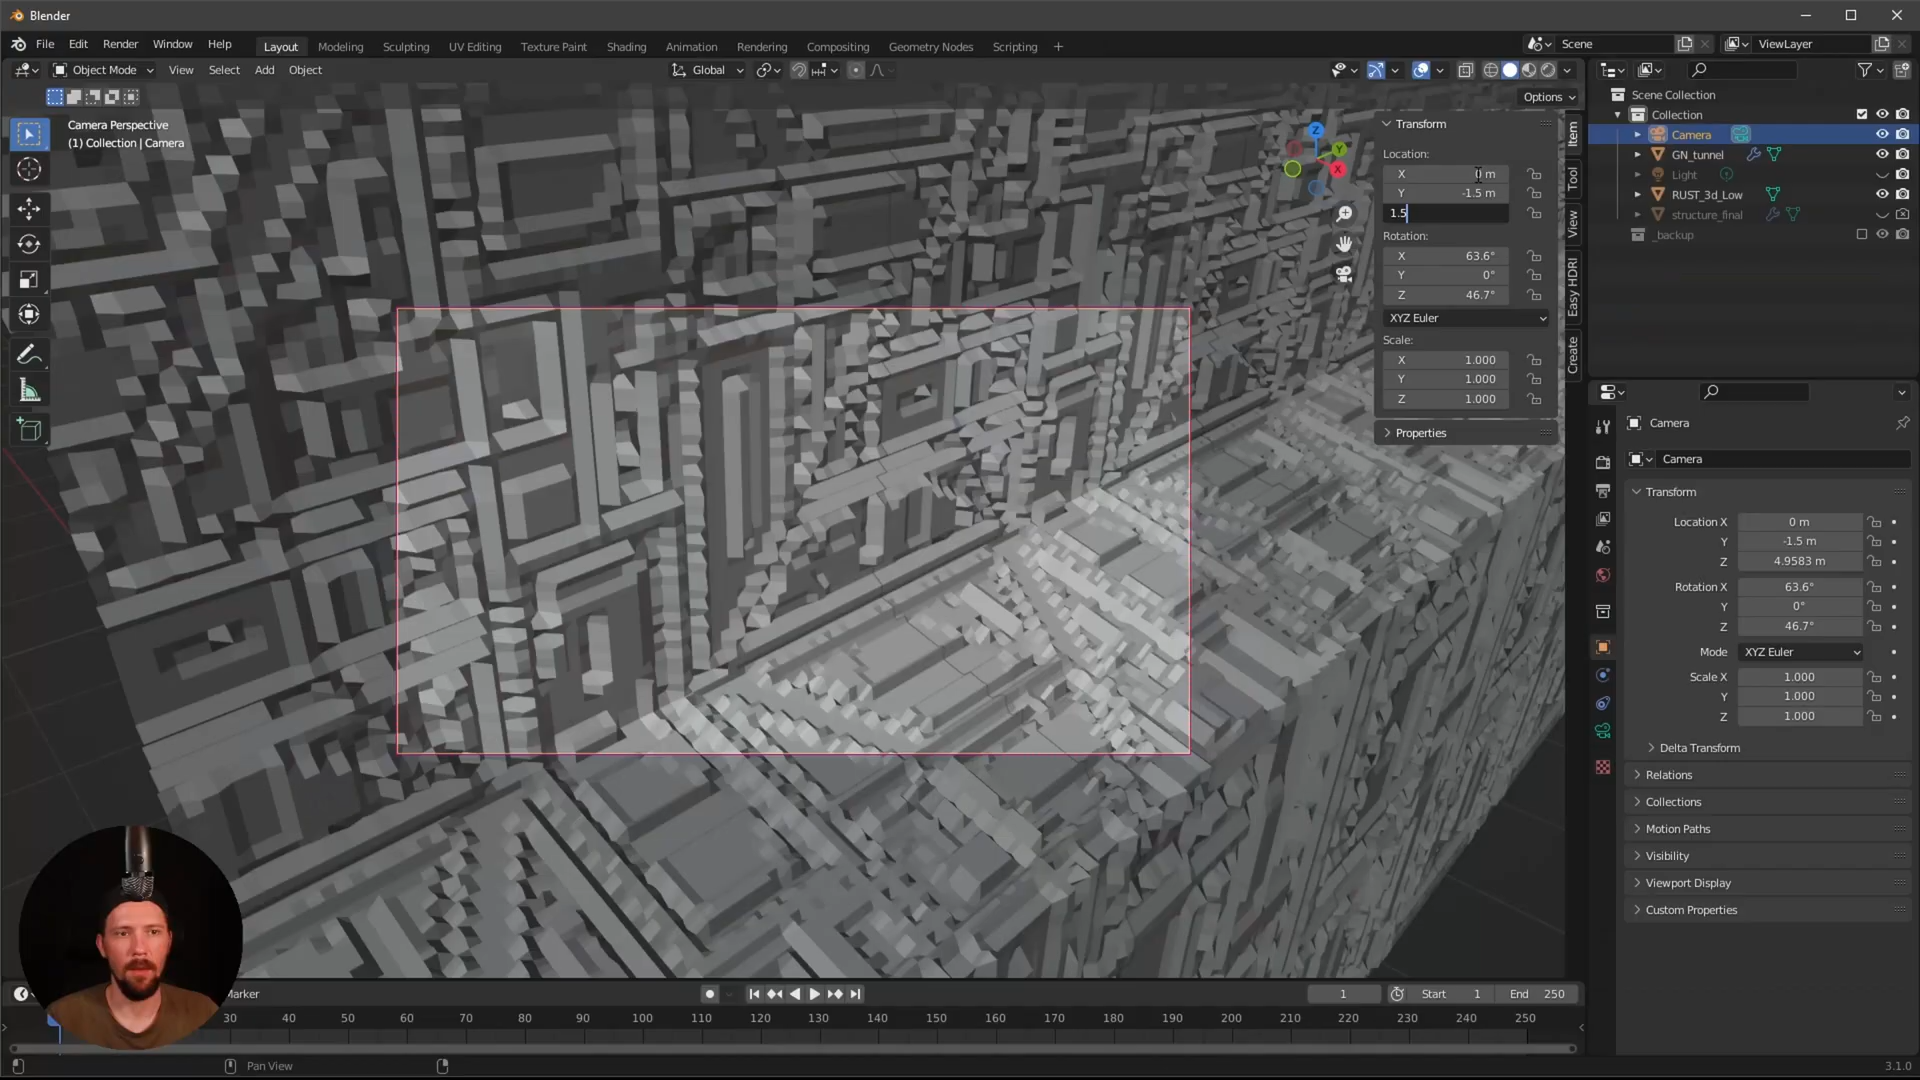 Blender
File Edit Render Window Help
Layout Modeling Sculpting UV Editing Texture Paint Shading Animation Rendering Compositing Geometry Nodes Scripting +
Scene
ViewLayer
Object Mode View Select Add Object
Global
Options
Camera Perspective
(1) Collection | Camera
Z
Y
X
Transform
Location:
X 0 m
Y -1.5 m
1.5
Rotation:
X 63.6°
Y 0°
Z 46.7°
XYZ Euler
Scale:
X 1.000
Y 1.000
Z 1.000
Properties
Item
Tool
View
Easy HDRI
Create
Scene Collection
Collection
Camera
GN_tunnel
Light
RUST_3d_Low
structure_final
_backup
Camera
Camera
Transform
Location X 0 m
Y -1.5 m
Z 4.9583 m
Rotation X 63.6°
Y 0°
Z 46.7°
Mode XYZ Euler
Scale X 1.000
Y 1.000
Z 1.000
Delta Transform
Relations
Collections
Motion Paths
Visibility
Viewport Display
Custom Properties
Marker
1
Start 1
End 250
30 40 50 60 70 80 90 100 110 120 130 140 150 160 170 180 190 200 210 220 230 240 250
Pan View
3.1.0